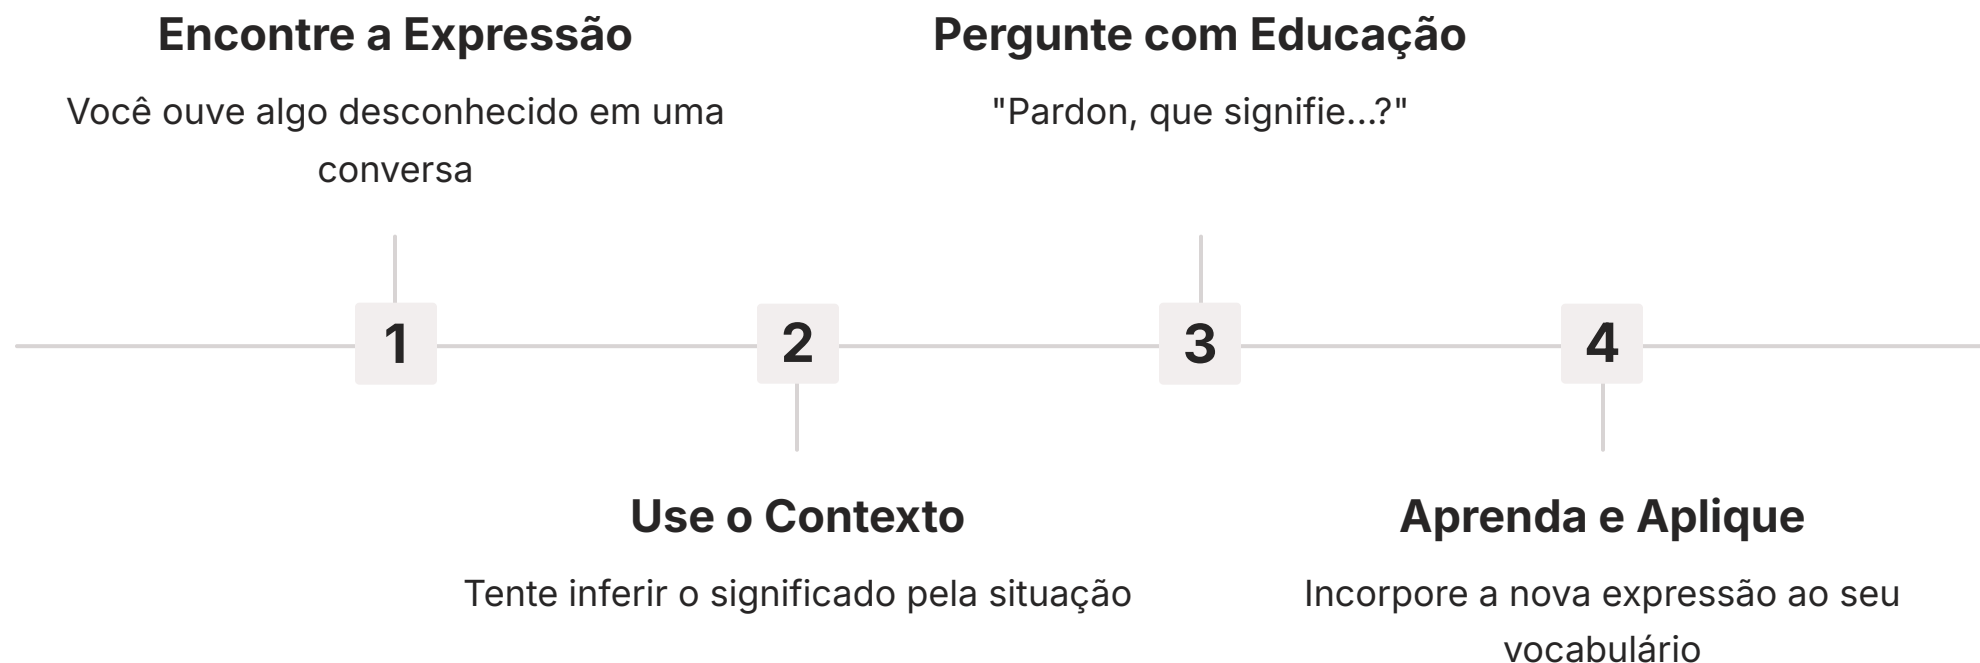 Encontre a Expressão
Você ouve algo desconhecido em uma
conversa
1
2
Use o Contexto
Tente inferir o significado pela situação
Pergunte com Educação
"Pardon, que signifie...?"
3
4
Aprenda e Aplique
Incorpore a nova expressão ao seu
vocabulário